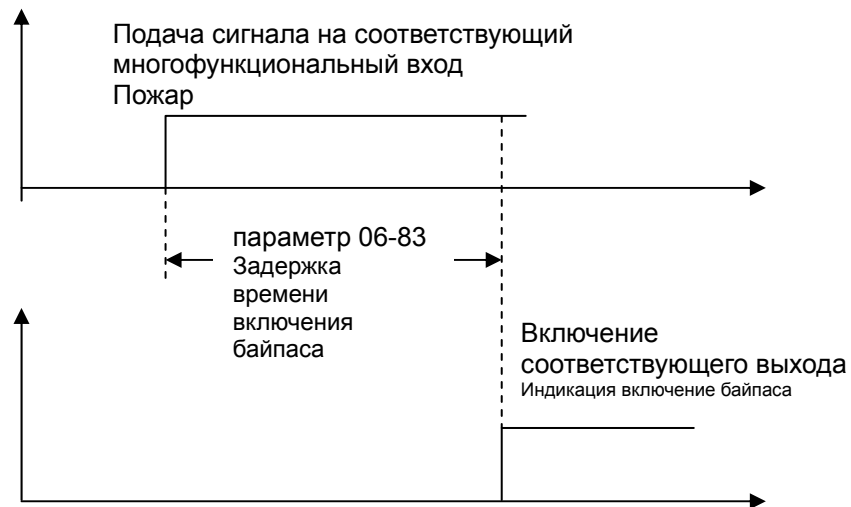 Подача сигнала на соответствующий
многофункциональный вход
Пожар
параметр 06-83
Задержка
времени
включения
байпаса
Включение
соответствующего выхода
Индикация включение байпаса